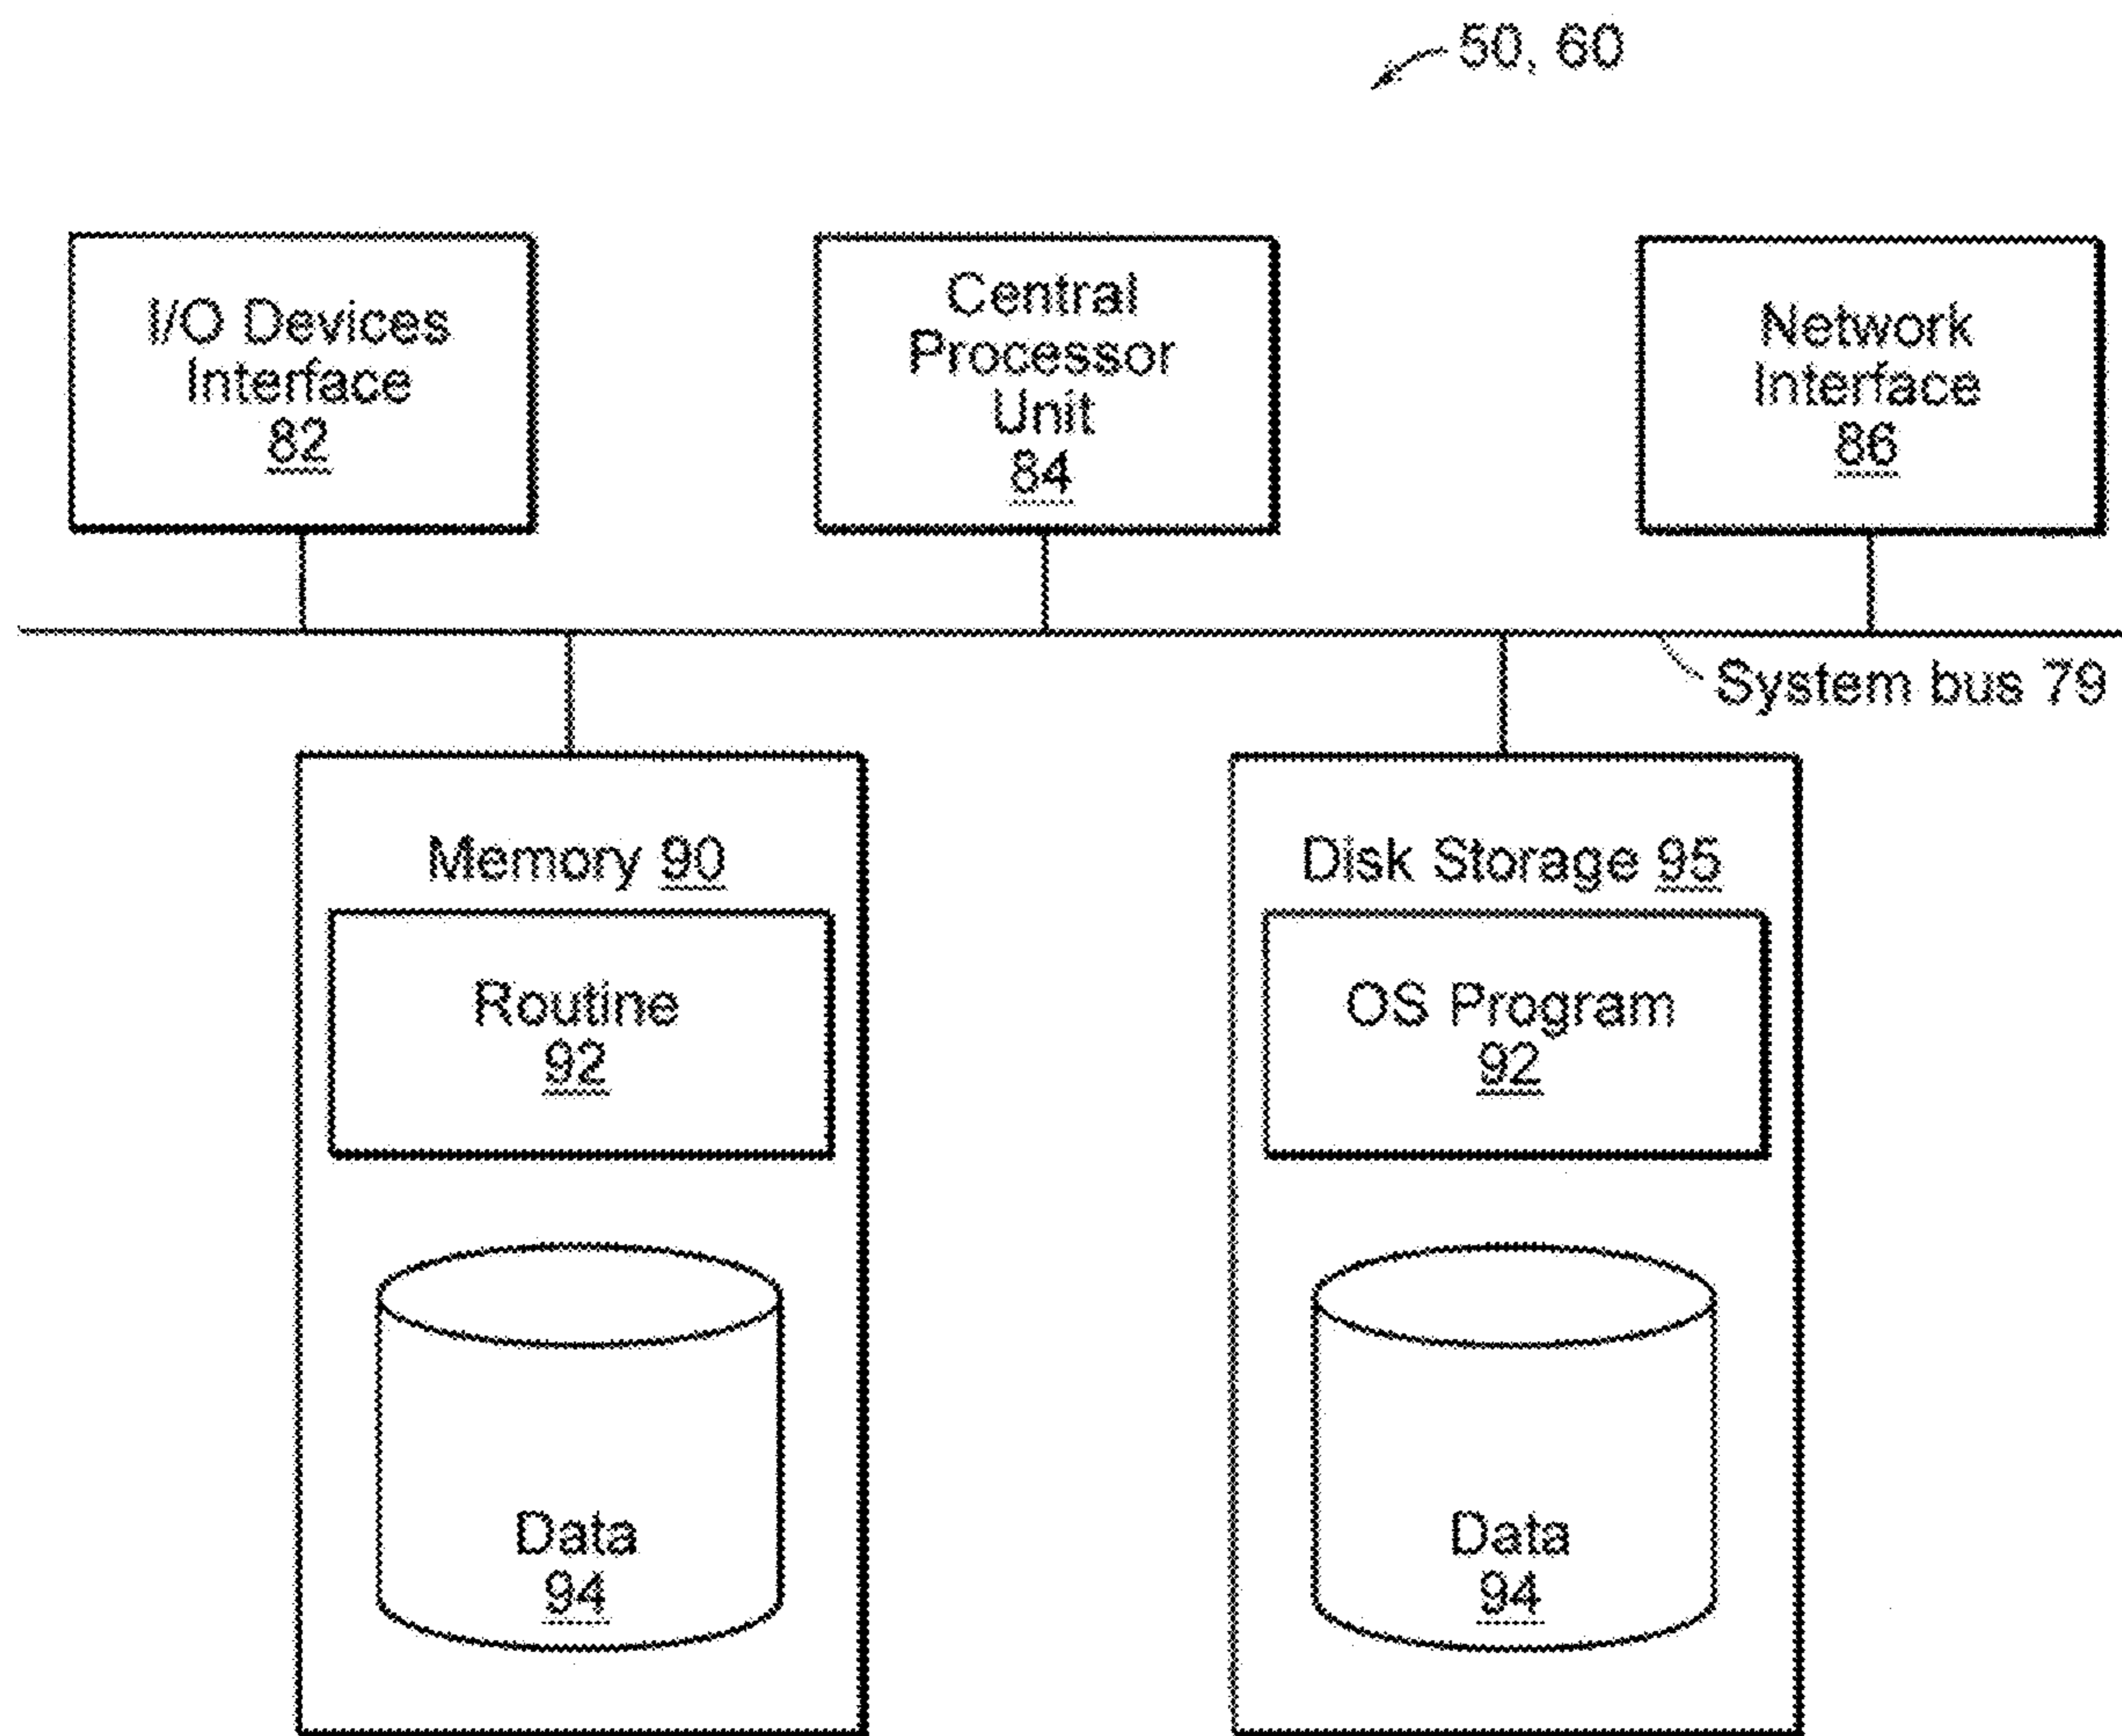 50, 60
I/O Devices
Interface
82
Central
Processor
Unit
84
Network
Interface
86
System bus 79
Memory 90
Routine
92
Data
94
Disk Storage 95
OS Program
92
Data
94